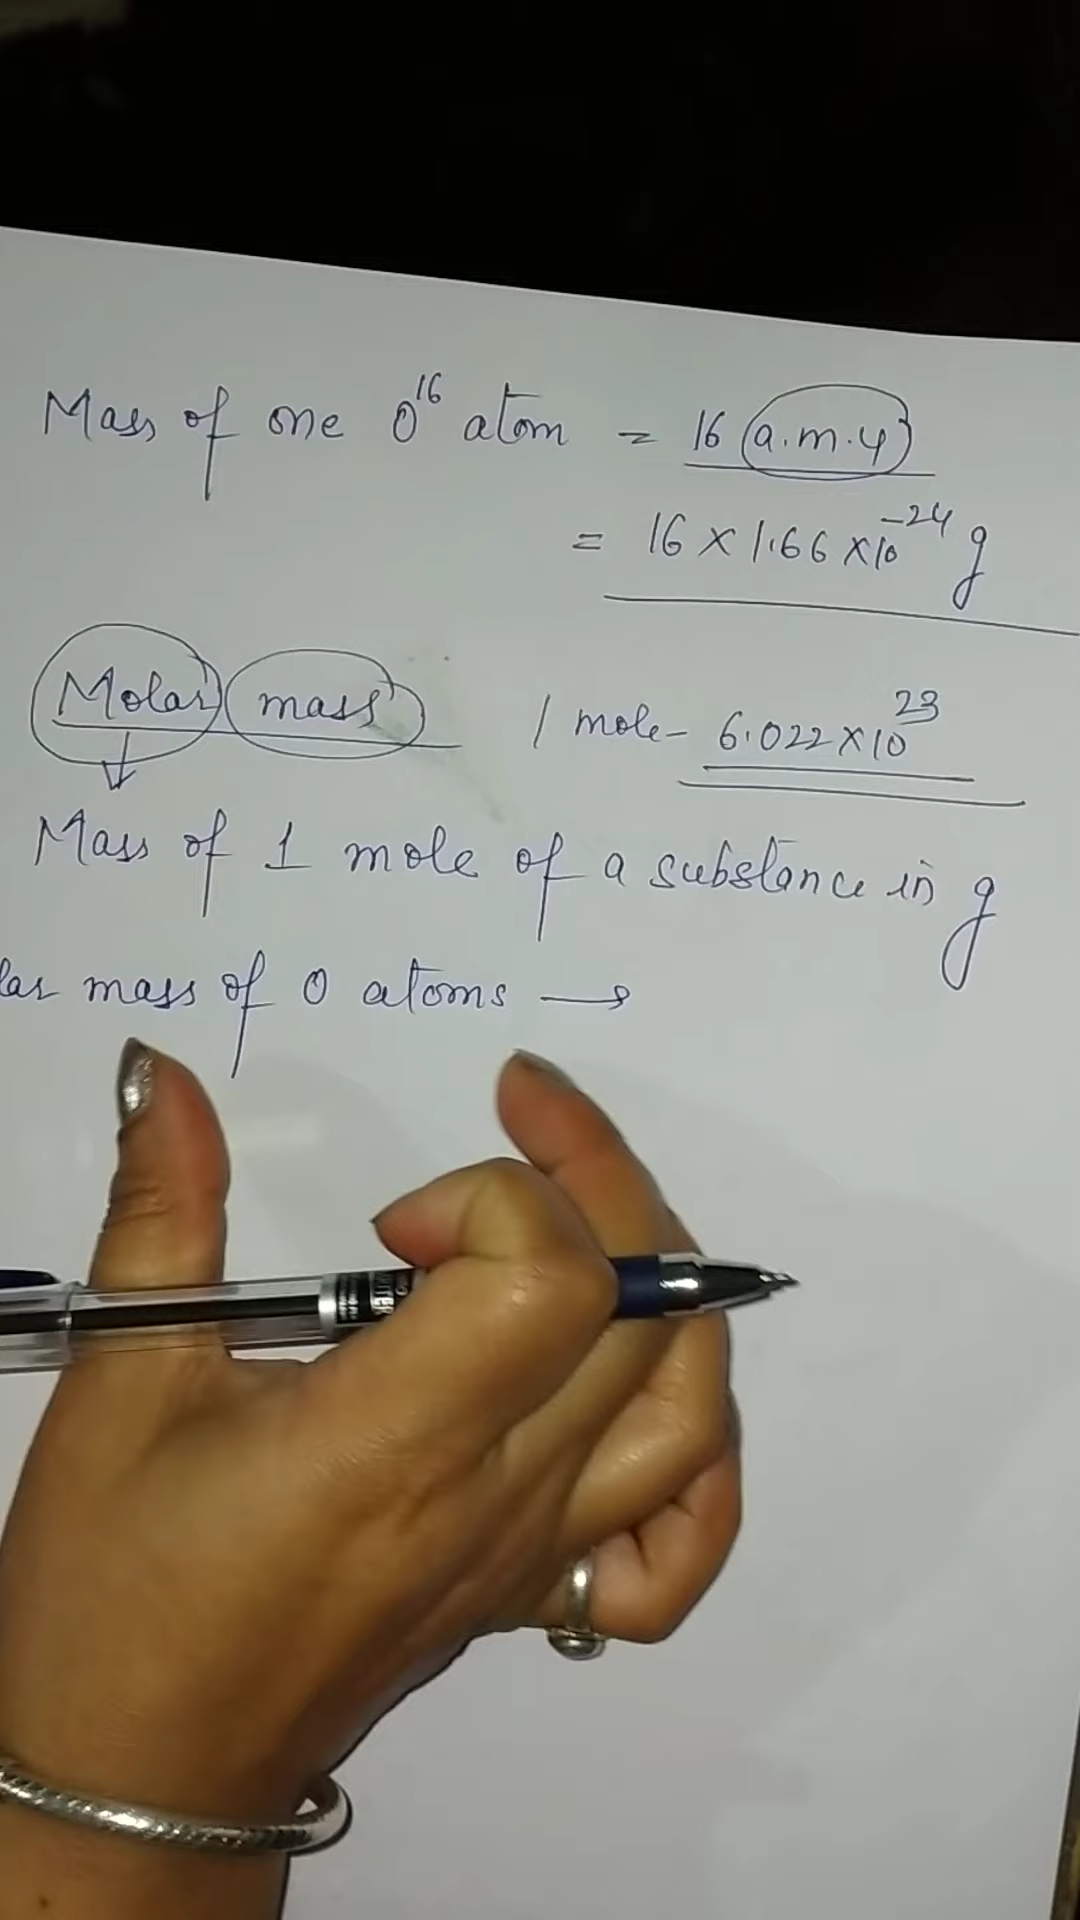 Mass of one O¹⁶ atom = 16 a.m.u
= 16 × 1.66 × 10⁻²⁴ g
Molar mass
1 mole - 6.022 × 10²³
Mass of 1 mole of a substance in g
lar mass of O atoms →